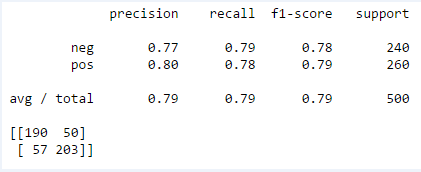 precision recall f1-score support
neg 0.77 0.79 0.78 240
pos 0.80 0.78 0.79 260
avg / total 0.79 0.79 0.79 500
[[190 50]
[ 57 203]]